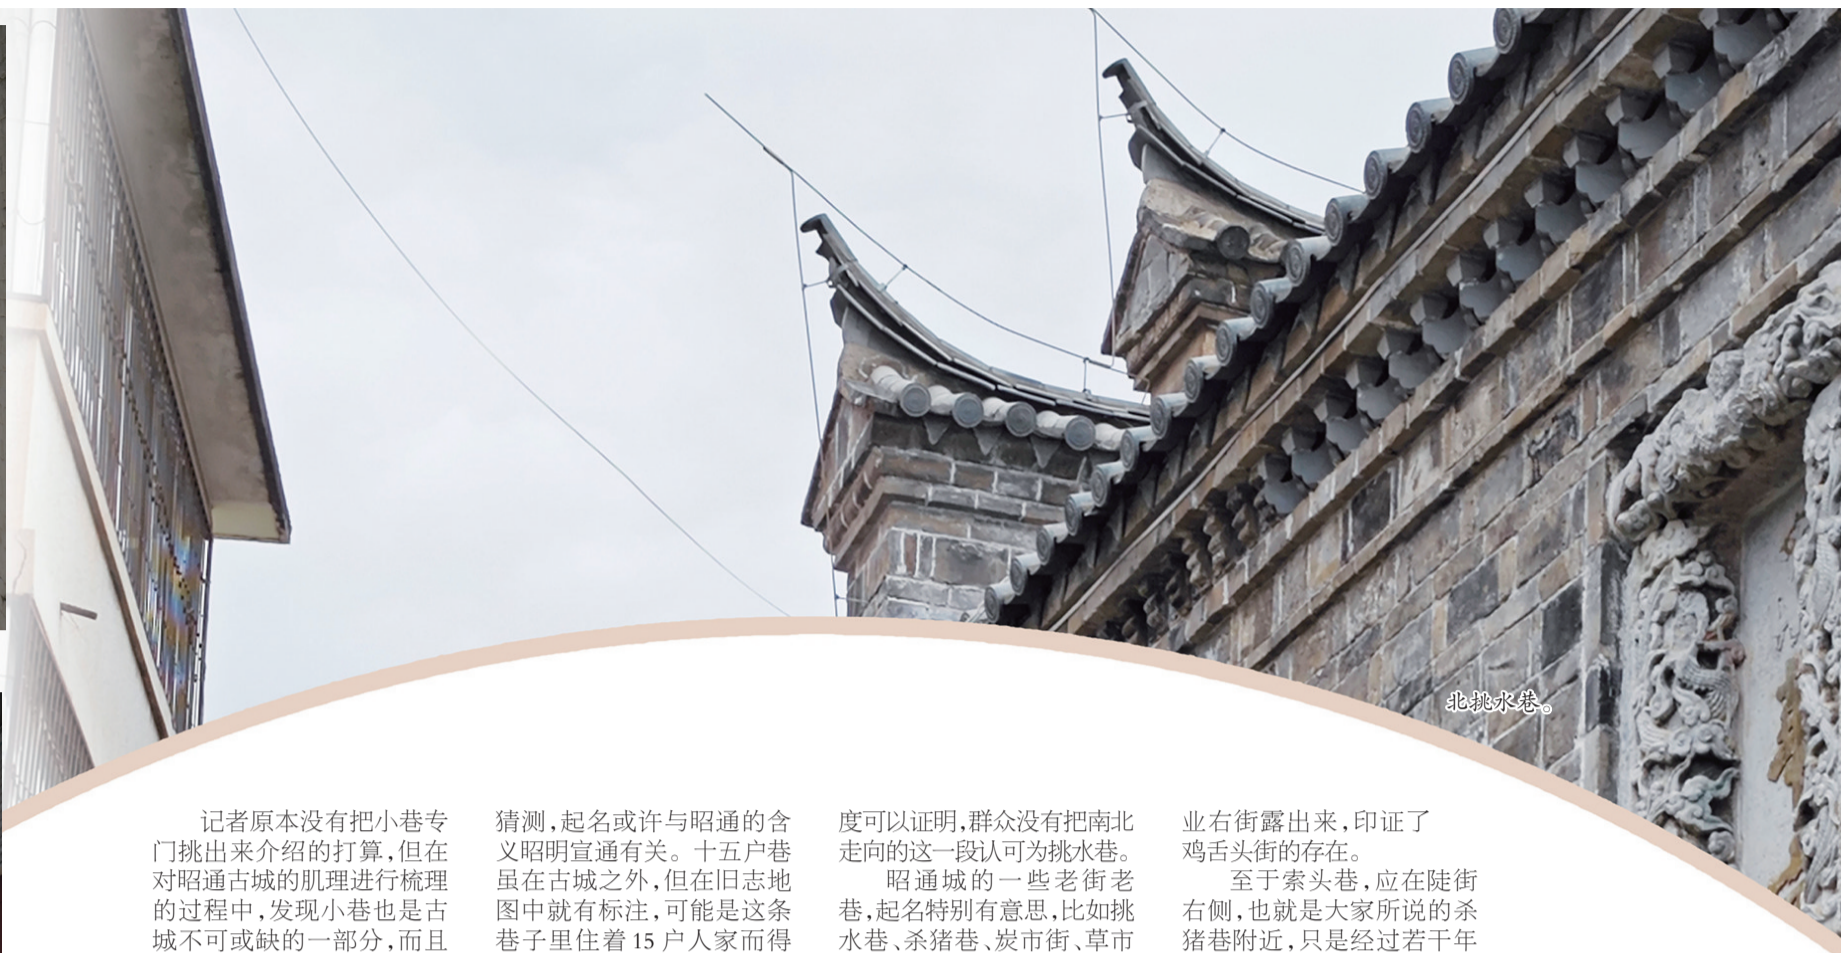 北挑水巷。
记者原本没有把小巷专
门挑出来介绍的打算,但在
对昭通古城的肌理进行梳理
的过程中,发现小巷也是古
城不可或缺的一部分,而且
猜测,起名或许与昭通的含
义昭明宣通有关。十五户巷
虽在古城之外,但在旧志地
图中就有标注,可能是这条
巷子里住着15户人家而得
度可以证明,群众没有把南北
走向的这一段认可为挑水巷。
昭通城的一些老街老
巷,起名特别有意思,比如挑
水巷、杀猪巷、炭市街、草市
业右街露出来,印证了
鸡舌头街的存在。
至于索头巷,应在陡街
右侧,也就是大家所说的杀
猪巷附近,只是经过若干年